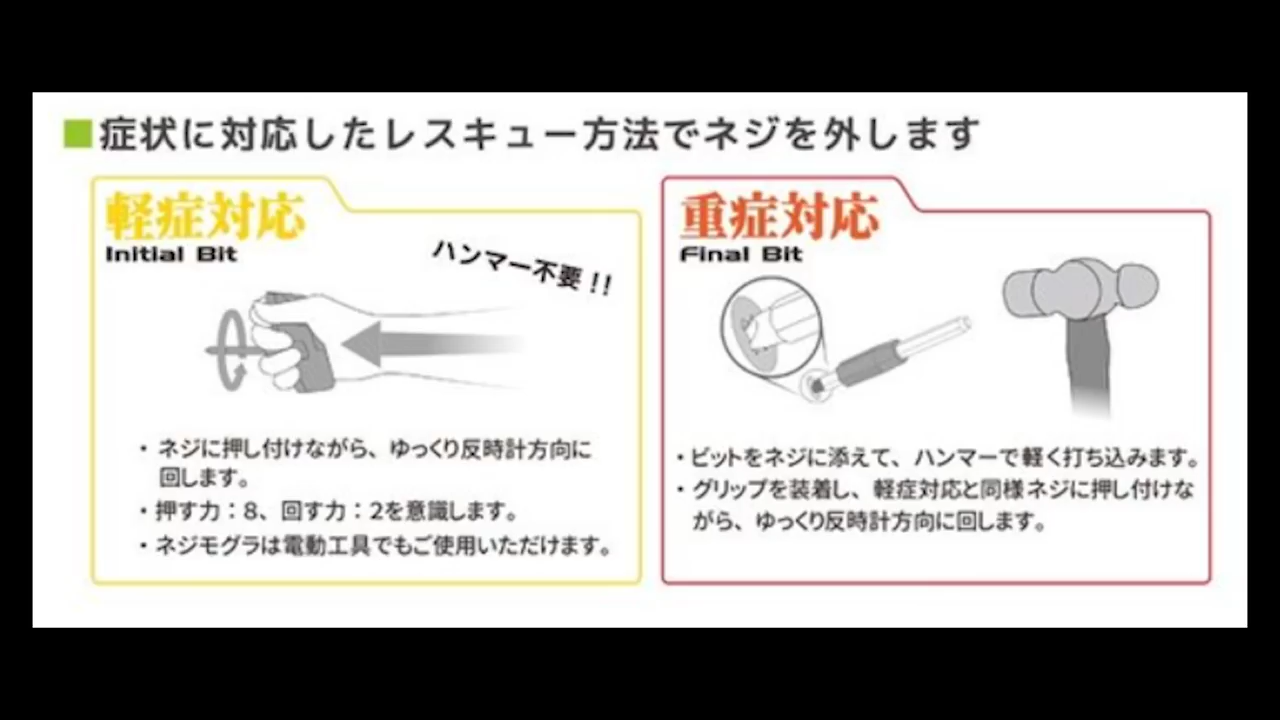 ■症状に対応したレスキュー方法でネジを外します
軽症対応
Initial Bit
ハンマー不要!!
・ネジに押し付けながら、ゆっくり反時計方向に
回します。
・押す力：8、回す力：2を意識します。
・ネジモグラは電動工具でもご使用いただけます。
重症対応
Final Bit
・ビットをネジに添えて、ハンマーで軽く打ち込みます。
・グリップを装着し、軽症対応と同様ネジに押し付けな
がら、ゆっくり反時計方向に回します。